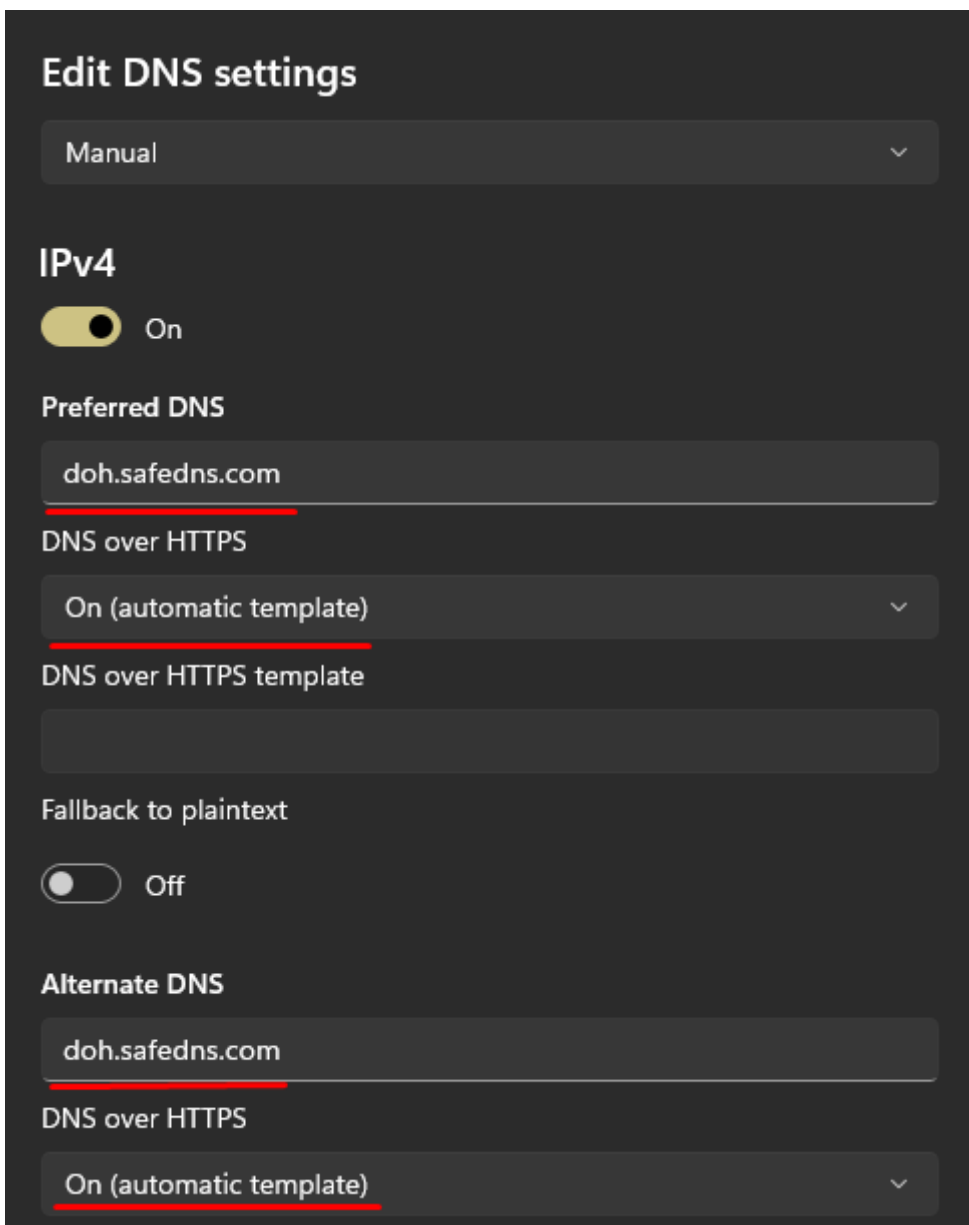 Edit DNS settings
Manual
IPv4
On
Preferred DNS
doh.safedns.com
DNS over HTTPS
On (automatic template)
DNS over HTTPS template
Fallback to plaintext
Off
Alternate DNS
doh.safedns.com
DNS over HTTPS
On (automatic template)